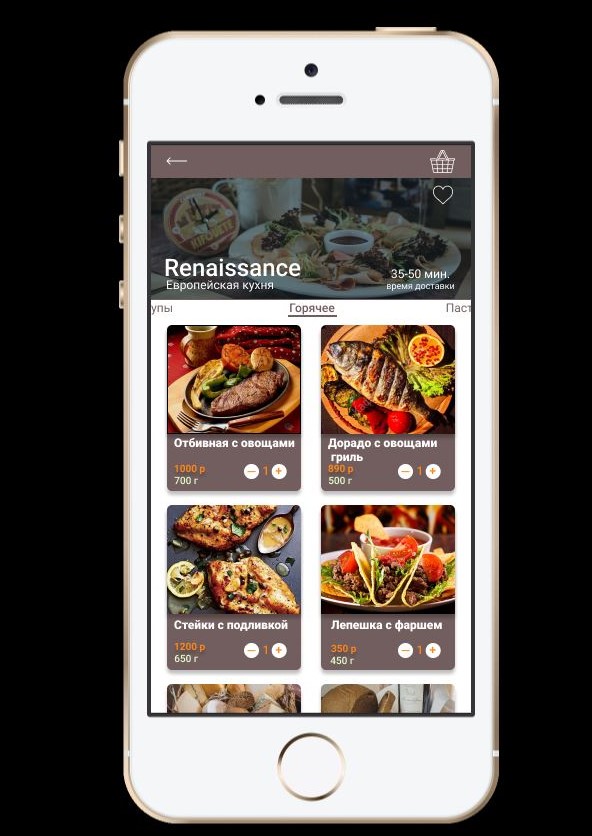 Renaissance
Европейская кухня
35-50 мин.
время доставки
упы
Горячее
Паст
Отбивная с овощами
1000 р
700 г
1
Дорадо с овощами
гриль
890 р
500 г
1
Стейки с подливкой
1200 р
650 г
1
Лепешка с фаршем
350 р
450 г
1